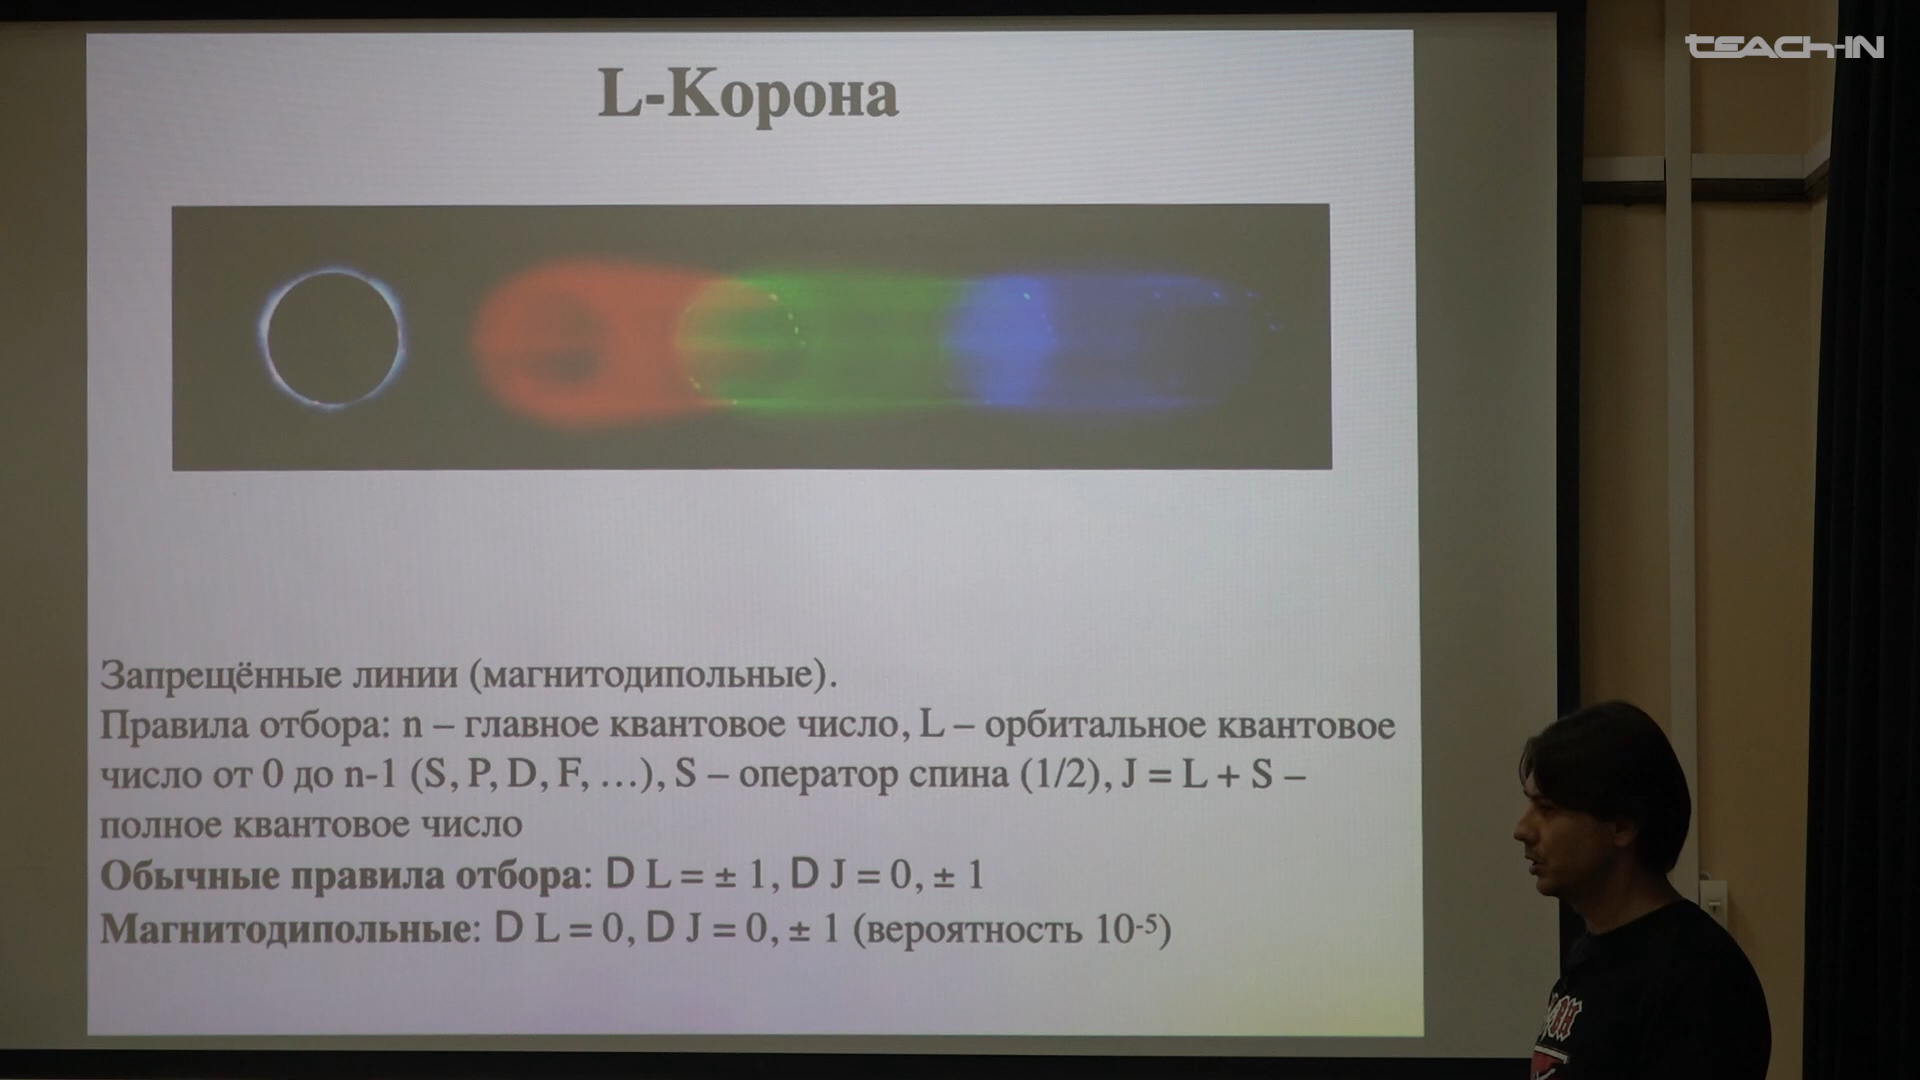 teach-in
L-Корона
Запрещённые линии (магнитодипольные).
Правила отбора: n – главное квантовое число, L – орбитальное квантовое
число от 0 до n-1 (S, P, D, F, …), S – оператор спина (1/2), J = L + S –
полное квантовое число
Обычные правила отбора: D L = ± 1, D J = 0, ± 1
Магнитодипольные: D L = 0, D J = 0, ± 1 (вероятность 10-5)